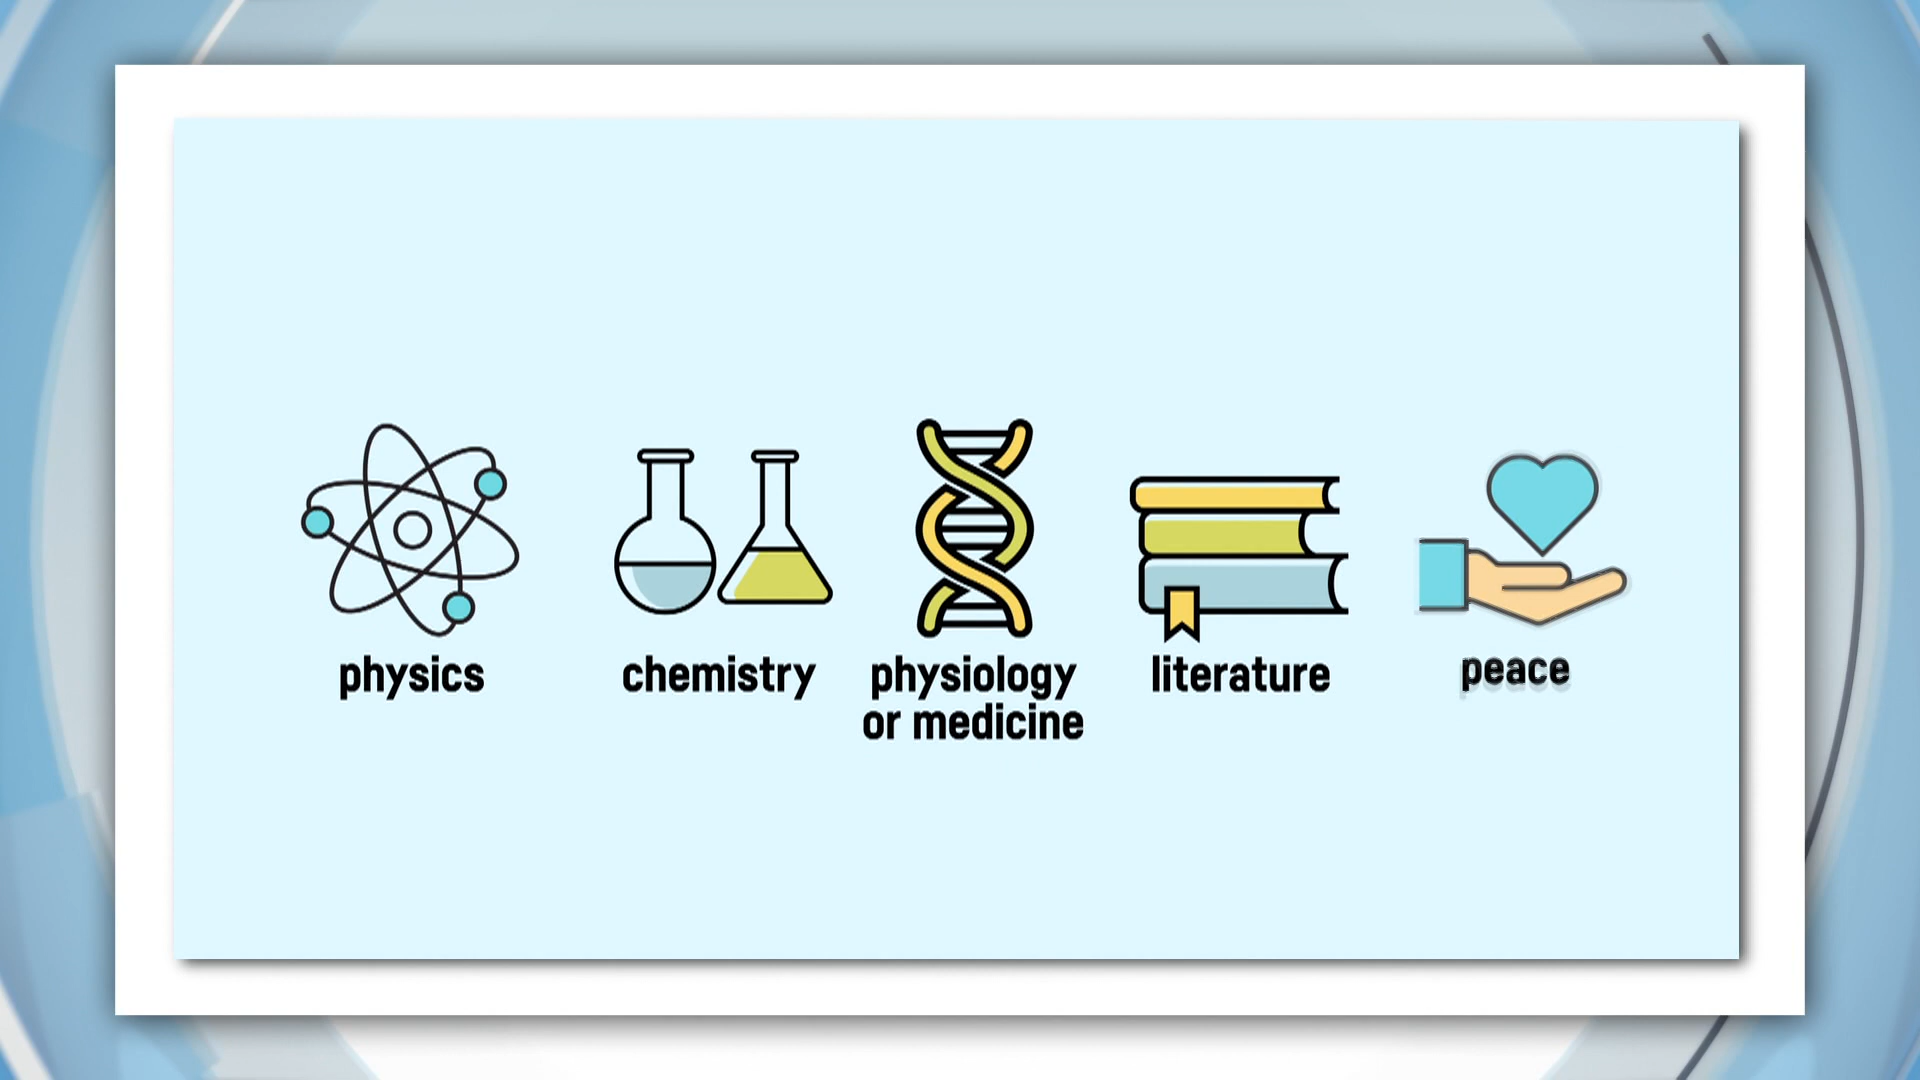 physics
chemistry
physiology
or medicine
literature
peace